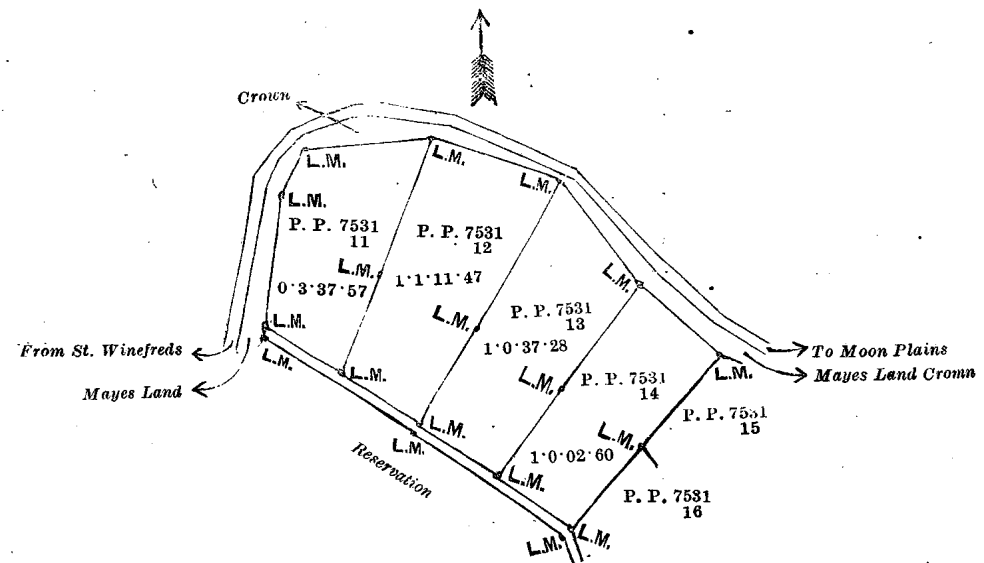 Crown
L.M.
L.M.
L.M.
L.M.
P. P. 7531
11
P. P. 7531
12
L.M.
L.M.
0·3·37·57
1·1·11·47
P. P. 7531
13
L.M.
L.M.
1·0·37·28
From St. Winefreds
To Moon Plains
L.M.
Mayes Land
Mayes Land Crown
L.M.
L.M.
L.M.
P. P. 7531
14
P. P. 7531
15
L.M.
L.M.
L.M.
Reservation
1·0·02·60
L.M.
P. P. 7531
16
L.M.
L.M.